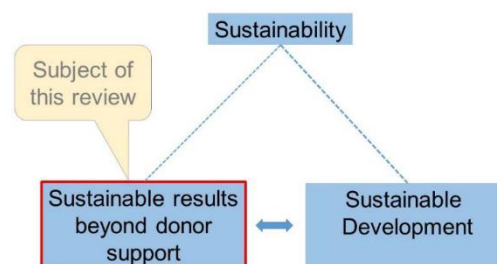 Sustainability
Subject of
this review
Sustainable results
beyond donor
support
Sustainable
Development